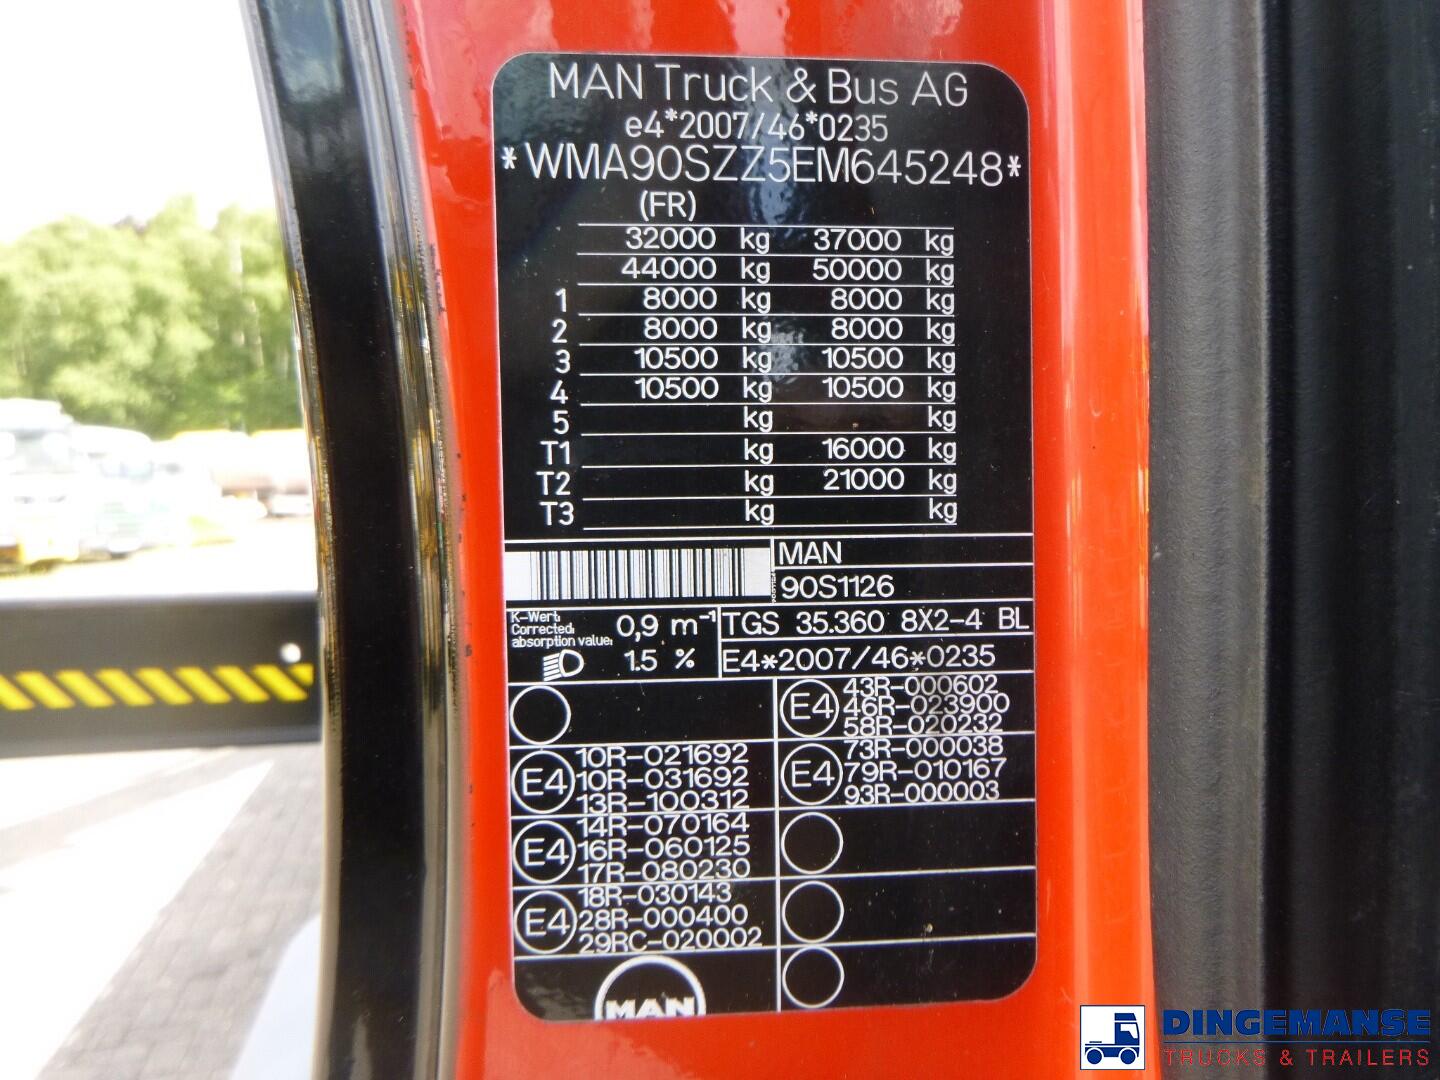 MAN Truck & Bus AG
e4*2007/46*0235
*WMA90SZZ5EM645248*
(FR)
32000 kg 37000 kg
44000 kg 50000 kg
1 8000 kg 8000 kg
2 8000 kg 8000 kg
3 10500 kg 10500 kg
4 10500 kg 10500 kg
5 kg kg
T1 kg 16000 kg
T2 kg 21000 kg
T3 kg kg
MAN
90S1126
K-Wert:
Corrected:
absorption value:
0,9 m⁻¹
1.5 %
TGS 35.360 8X2-4 BL
E4*2007/46*0235
E4
10R-021692
10R-031692
13R-100312
E4
14R-070164
16R-060125
17R-080230
E4
18R-030143
28R-000400
29RC-020002
E4
43R-000602
46R-023900
58R-020232
E4
73R-000038
79R-010167
93R-000003
MAN
DINGEMANSE
TRUCKS & TRAILERS